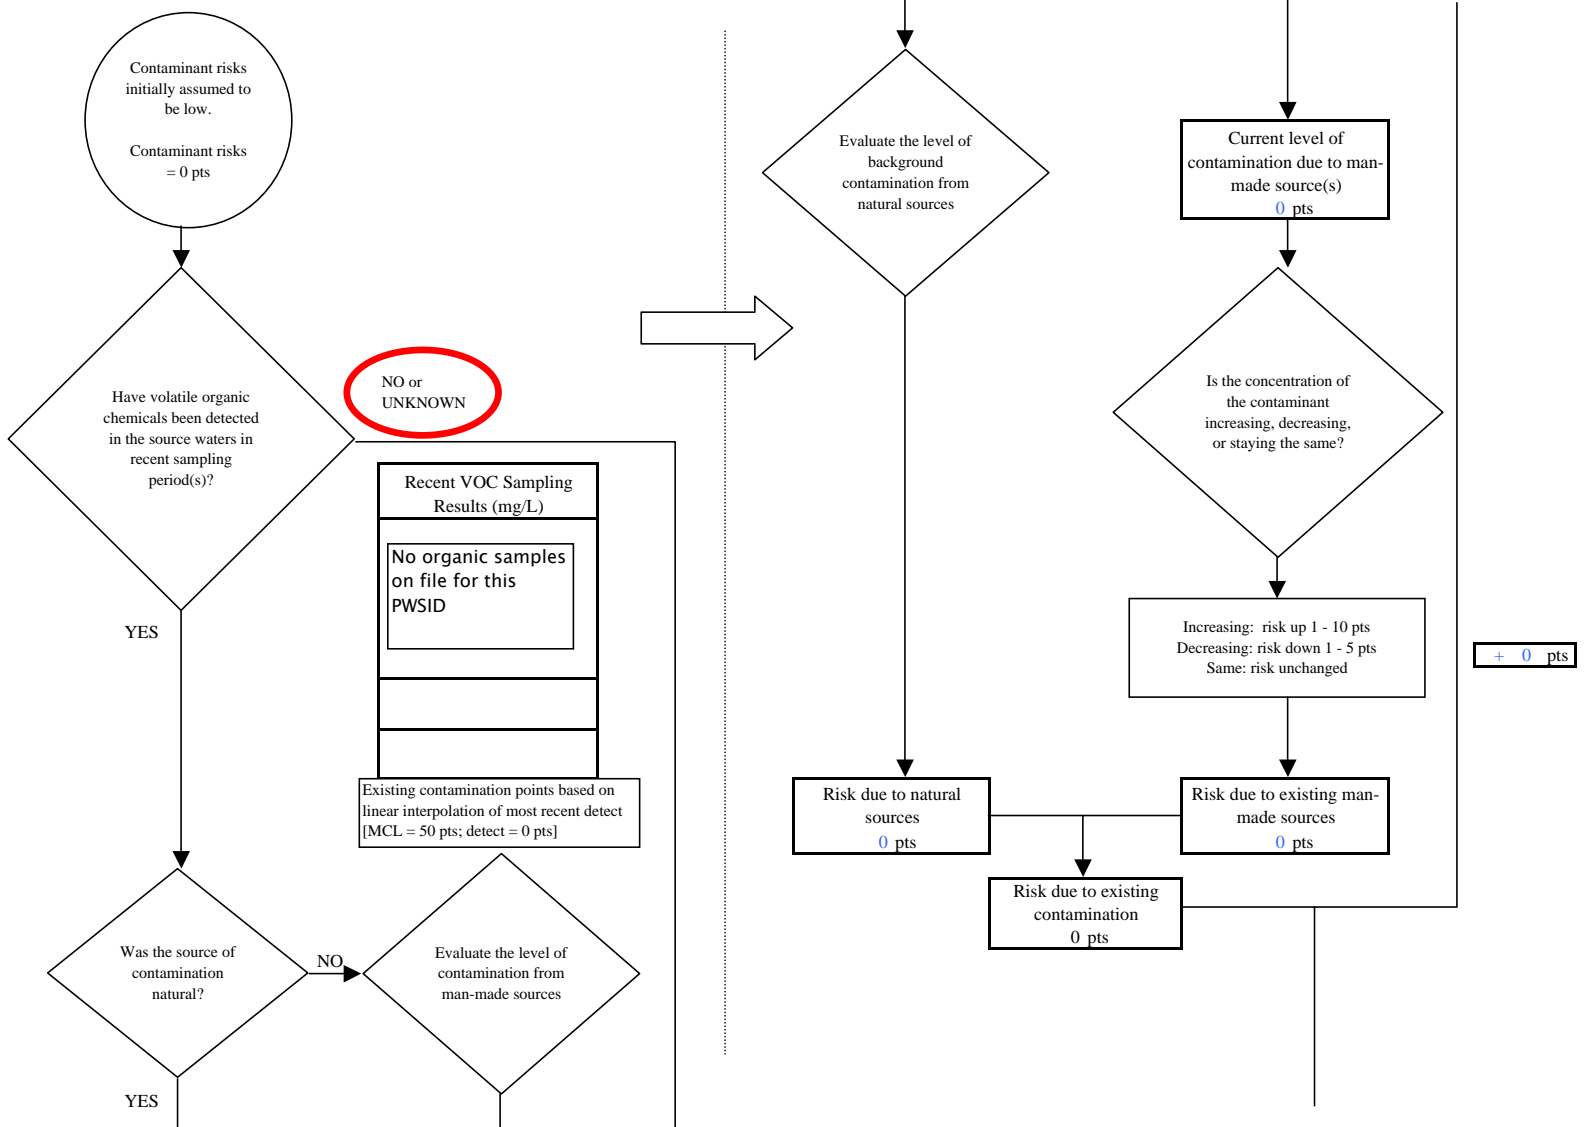 Contaminant risks
initially assumed to
be low.
Contaminant risks
= 0 pts
Have volatile organic
chemicals been detected
in the source waters in
recent sampling
period(s)?
NO or
UNKNOWN
Recent VOC Sampling
Results (mg/L)
No organic samples
on file for this
PWSID
YES
Existing contamination points based on
linear interpolation of most recent detect
[MCL = 50 pts; detect = 0 pts]
Was the source of
contamination
natural?
NO
Evaluate the level of
contamination from
man-made sources
YES
Evaluate the level of
background
contamination from
natural sources
Current level of
contamination due to man-
made source(s)
0 pts
Is the concentration of
the contaminant
increasing, decreasing,
or staying the same?
Increasing: risk up 1 - 10 pts
Decreasing: risk down 1 - 5 pts
Same: risk unchanged
+ 0 pts
Risk due to natural
sources
0 pts
Risk due to existing man-
made sources
0 pts
Risk due to existing
contamination
0 pts